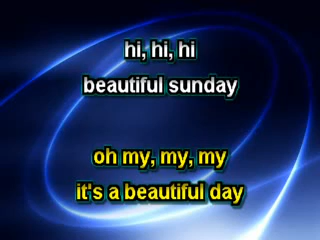 hi, hi, hi
beautiful sunday
oh my, my, my
it's a beautiful day